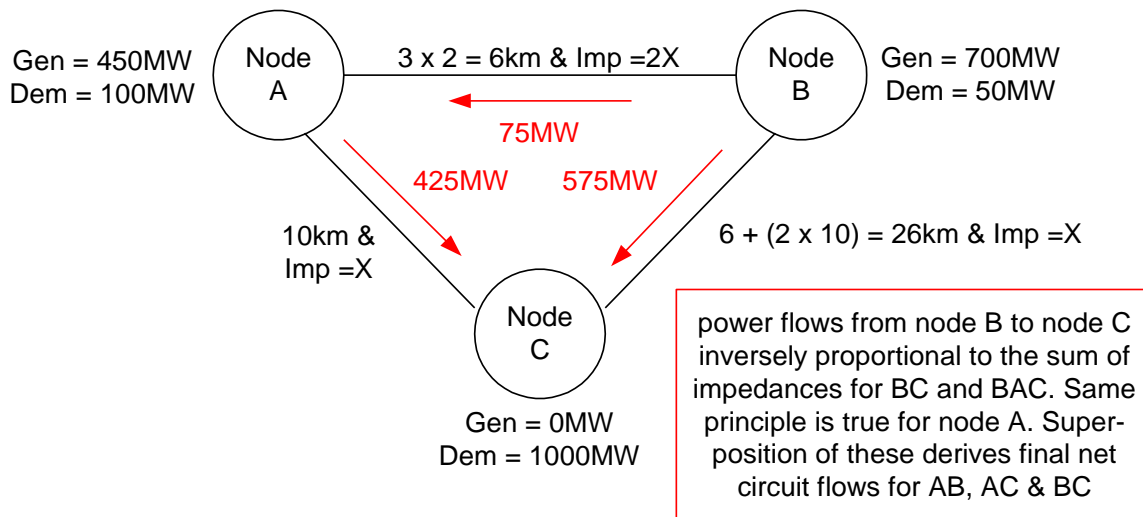 Node
A
Gen = 450MW
Dem = 100MW
3 x 2 = 6km & Imp =2X
Node
B
Gen = 700MW
Dem = 50MW
75MW
425MW
575MW
10km &
Imp =X
6 + (2 x 10) = 26km & Imp =X
Node
C
Gen = 0MW
Dem = 1000MW
power flows from node B to node C
inversely proportional to the sum of
impedances for BC and BAC. Same
principle is true for node A. Super-
position of these derives final net
circuit flows for AB, AC & BC